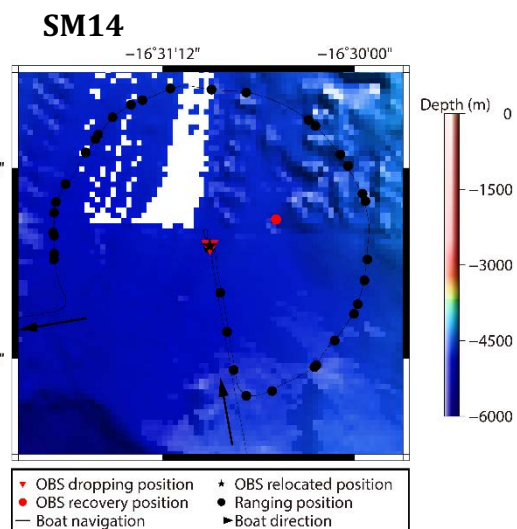 SM14
−16˚31'12" −16˚30'00"
Depth (m)
0
−1500
−3000
−4500
−6000
"
"
OBS dropping position OBS relocated position
OBS recovery position Ranging position
Boat navigation Boat direction